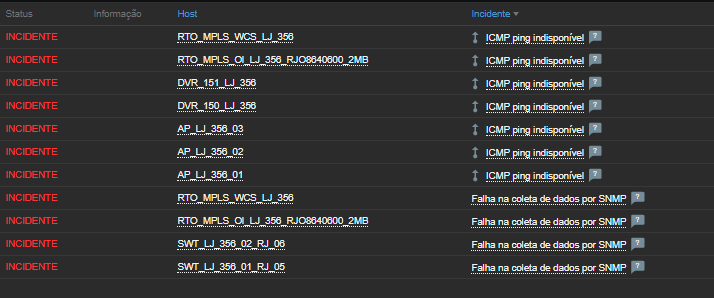 Status Informação Host Incidente
INCIDENTE RTO_MPLS_WCS_LJ_356 ICMP ping indisponível ?
INCIDENTE RTO_MPLS_OI_LJ_356_RJO8640600_2MB ICMP ping indisponível ?
INCIDENTE DVR_151_LJ_356 ICMP ping indisponível ?
INCIDENTE DVR_150_LJ_356 ICMP ping indisponível ?
INCIDENTE AP_LJ_356_03 ICMP ping indisponível ?
INCIDENTE AP_LJ_356_02 ICMP ping indisponível ?
INCIDENTE AP_LJ_356_01 ICMP ping indisponível ?
INCIDENTE RTO_MPLS_WCS_LJ_356 Falha na coleta de dados por SNMP ?
INCIDENTE RTO_MPLS_OI_LJ_356_RJO8640600_2MB Falha na coleta de dados por SNMP ?
INCIDENTE SWT_LJ_356_02_RJ_06 Falha na coleta de dados por SNMP ?
INCIDENTE SWT_LJ_356_01_RJ_05 Falha na coleta de dados por SNMP ?